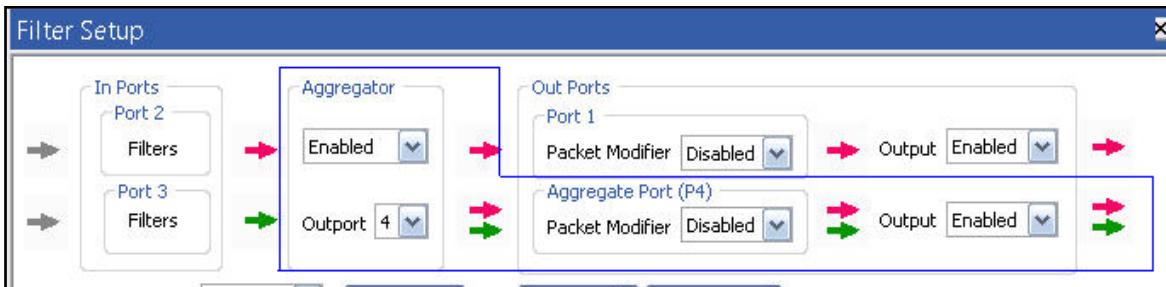 Filter Setup
In Ports
Port 2
Filters
Port 3
Filters
Aggregator
Enabled
Outport 4
Out Ports
Port 1
Packet Modifier Disabled
Output Enabled
Aggregate Port (P4)
Packet Modifier Disabled
Output Enabled